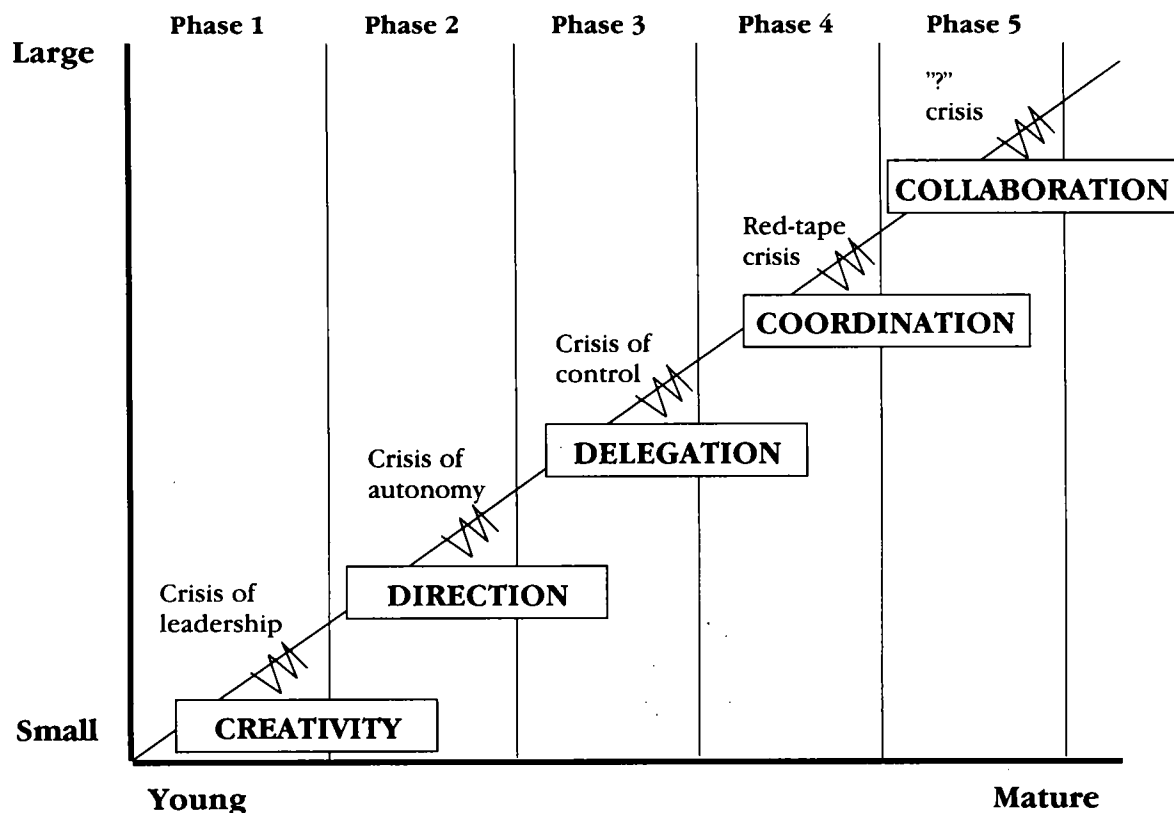 Phase 1 Phase 2 Phase 3 Phase 4 Phase 5
Large
"?"
crisis
COLLABORATION
Red-tape
crisis
COORDINATION
Crisis of
control
DELEGATION
Crisis of
autonomy
DIRECTION
Crisis of
leadership
CREATIVITY
Small
Young
Mature